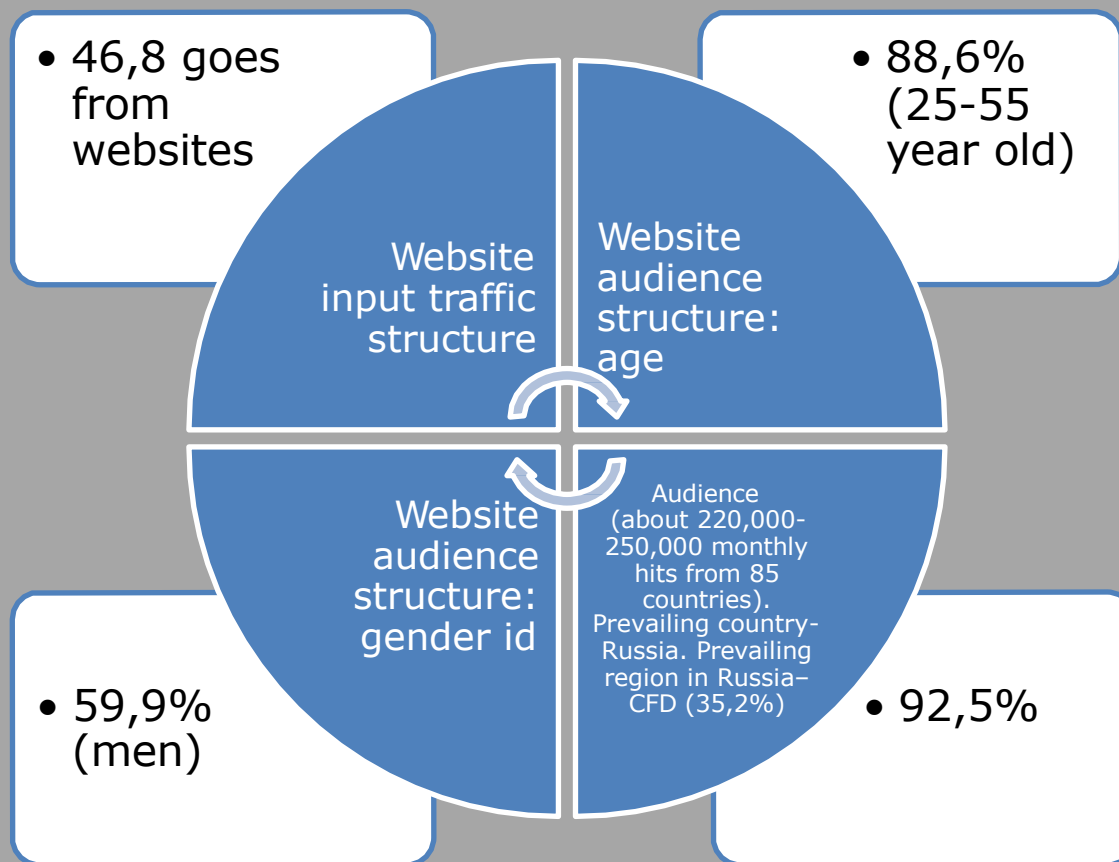 • 46,8 goes
from
websites
• 88,6%
(25-55
year old)
Website
input traffic
structure
Website
audience
structure:
age
Website
audience
structure:
gender id
Audience
(about 220,000-
250,000 monthly
hits from 85
countries).
Prevailing country-
Russia. Prevailing
region in Russia–
CFD (35,2%)
• 59,9%
(men)
• 92,5%